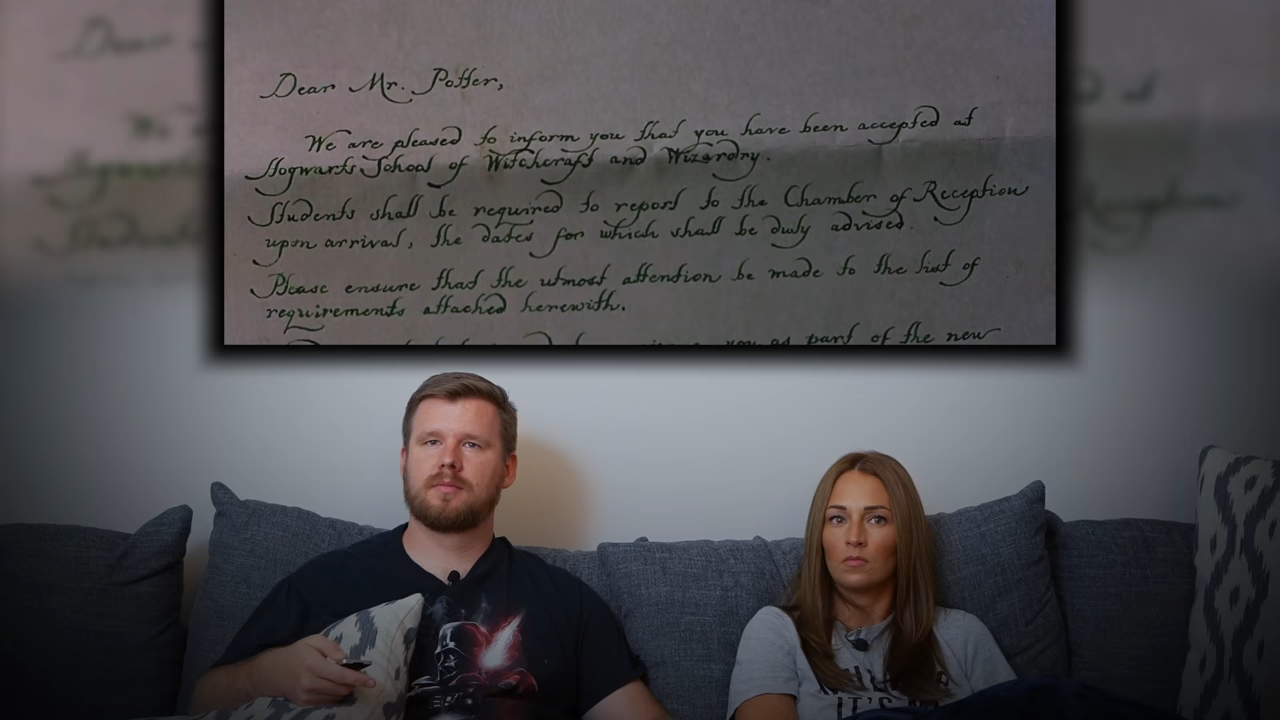 Dear Mr. Potter,
We are pleased to inform you that you have been accepted at
Hogwarts School of Witchcraft and Wizardry.
Students shall be required to report to the Chamber of Reception
upon arrival, the dates for which shall be duly advised.
Please ensure that the utmost attention be made to the list of
requirements attached herewith.
you as part of the new
IT'S